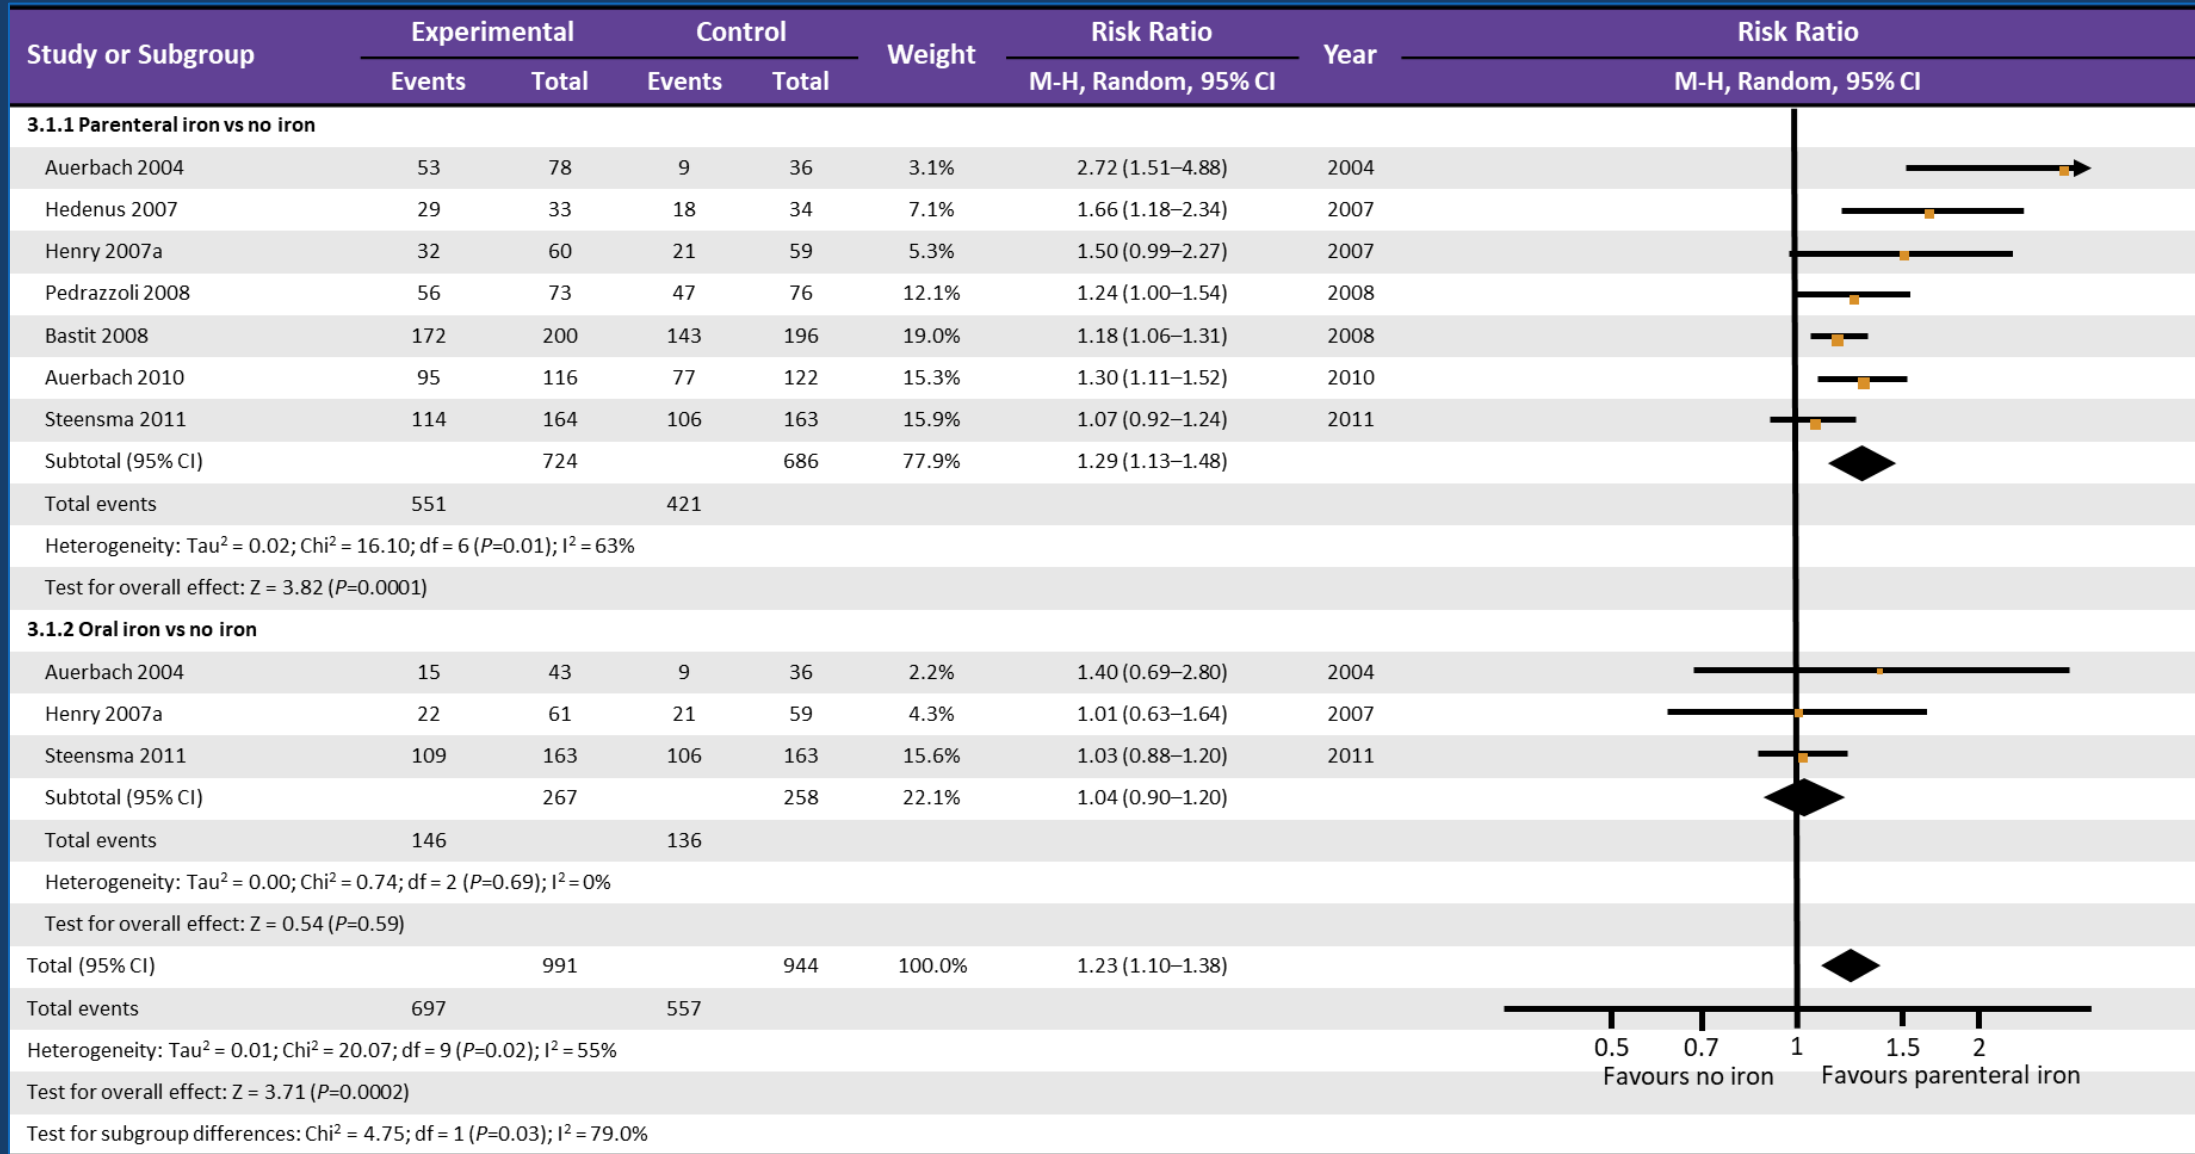 Study or Subgroup Experimental Control Weight Risk Ratio Year Risk Ratio
Events Total Events Total M-H, Random, 95% CI M-H, Random, 95% CI
3.1.1 Parenteral iron vs no iron
Auerbach 2004 53 78 9 36 3.1% 2.72 (1.51–4.88) 2004
Hedenus 2007 29 33 18 34 7.1% 1.66 (1.18–2.34) 2007
Henry 2007a 32 60 21 59 5.3% 1.50 (0.99–2.27) 2007
Pedrazzoli 2008 56 73 47 76 12.1% 1.24 (1.00–1.54) 2008
Bastit 2008 172 200 143 196 19.0% 1.18 (1.06–1.31) 2008
Auerbach 2010 95 116 77 122 15.3% 1.30 (1.11–1.52) 2010
Steensma 2011 114 164 106 163 15.9% 1.07 (0.92–1.24) 2011
Subtotal (95% CI) 724 686 77.9% 1.29 (1.13–1.48)
Total events 551 421
Heterogeneity: Tau² = 0.02; Chi² = 16.10; df = 6 (P=0.01); I² = 63%
Test for overall effect: Z = 3.82 (P=0.0001)
3.1.2 Oral iron vs no iron
Auerbach 2004 15 43 9 36 2.2% 1.40 (0.69–2.80) 2004
Henry 2007a 22 61 21 59 4.3% 1.01 (0.63–1.64) 2007
Steensma 2011 109 163 106 163 15.6% 1.03 (0.88–1.20) 2011
Subtotal (95% CI) 267 258 22.1% 1.04 (0.90–1.20)
Total events 146 136
Heterogeneity: Tau² = 0.00; Chi² = 0.74; df = 2 (P=0.69); I² = 0%
Test for overall effect: Z = 0.54 (P=0.59)
Total (95% CI) 991 944 100.0% 1.23 (1.10–1.38)
Total events 697 557
Heterogeneity: Tau² = 0.01; Chi² = 20.07; df = 9 (P=0.02); I² = 55%
0.5 0.7 1 1.5 2
Favours no iron Favours parenteral iron
Test for overall effect: Z = 3.71 (P=0.0002)
Test for subgroup differences: Chi² = 4.75; df = 1 (P=0.03); I² = 79.0%